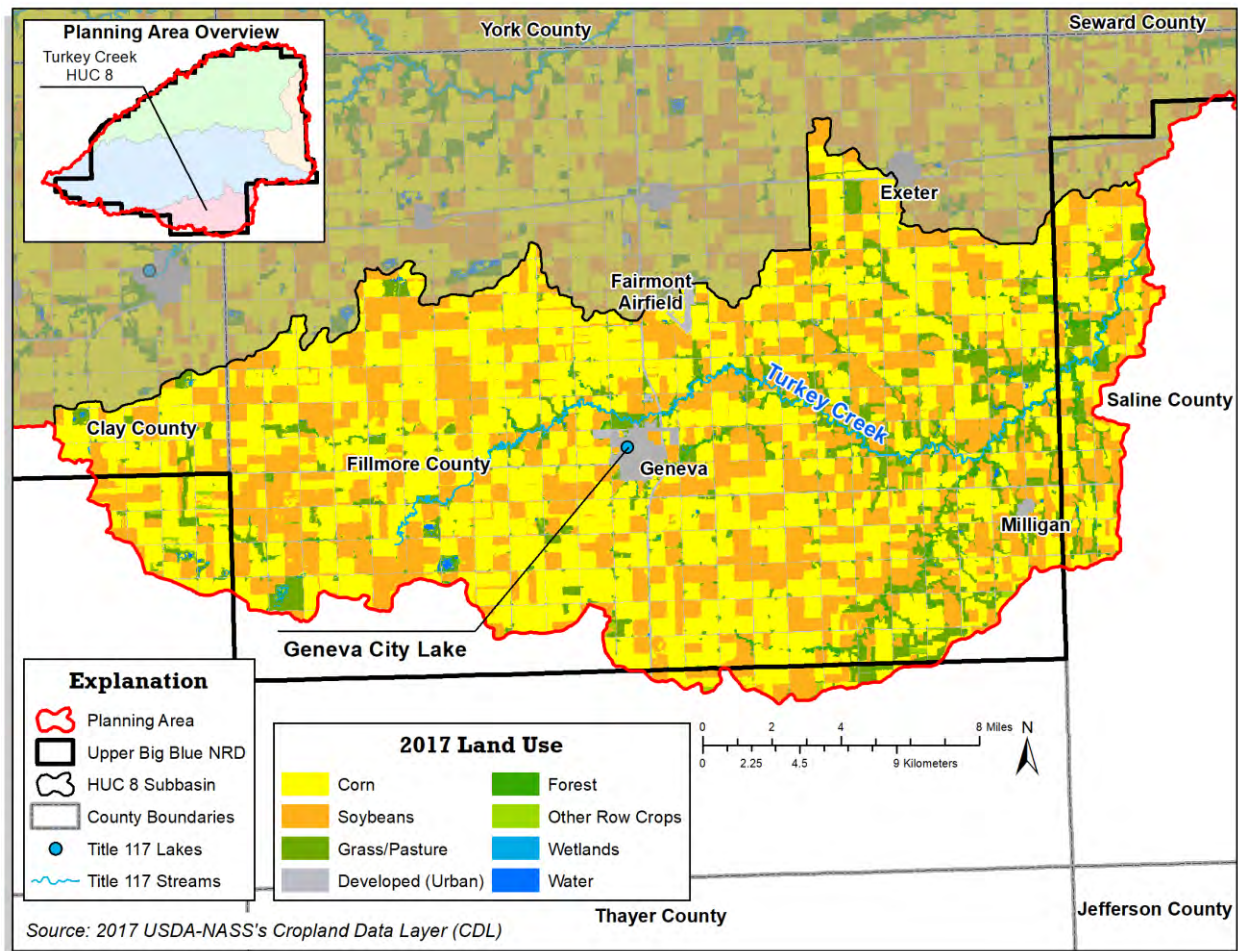 Planning Area Overview
Turkey Creek
HUC 8
York County
Seward County
Exeter
Fairmont
Airfield
Turkey Creek
Saline County
Clay County
Fillmore County
Geneva
Milligan
Geneva City Lake
Explanation
Planning Area
Upper Big Blue NRD
HUC 8 Subbasin
County Boundaries
Title 117 Lakes
Title 117 Streams
2017 Land Use
Corn
Soybeans
Grass/Pasture
Developed (Urban)
Forest
Other Row Crops
Wetlands
Water
0 2 4 8 Miles
0 2.25 4.5 9 Kilometers
N
Thayer County
Jefferson County
Source: 2017 USDA-NASS's Cropland Data Layer (CDL)